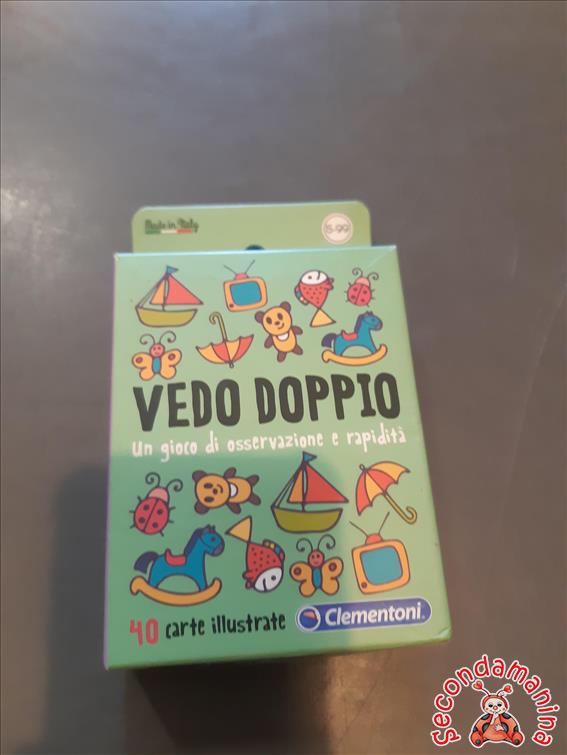 Made in Italy
5-99
VEDO DOPPIO
Un gioco di osservazione e rapidità
40 carte illustrate
Clementoni®
Secondamanina